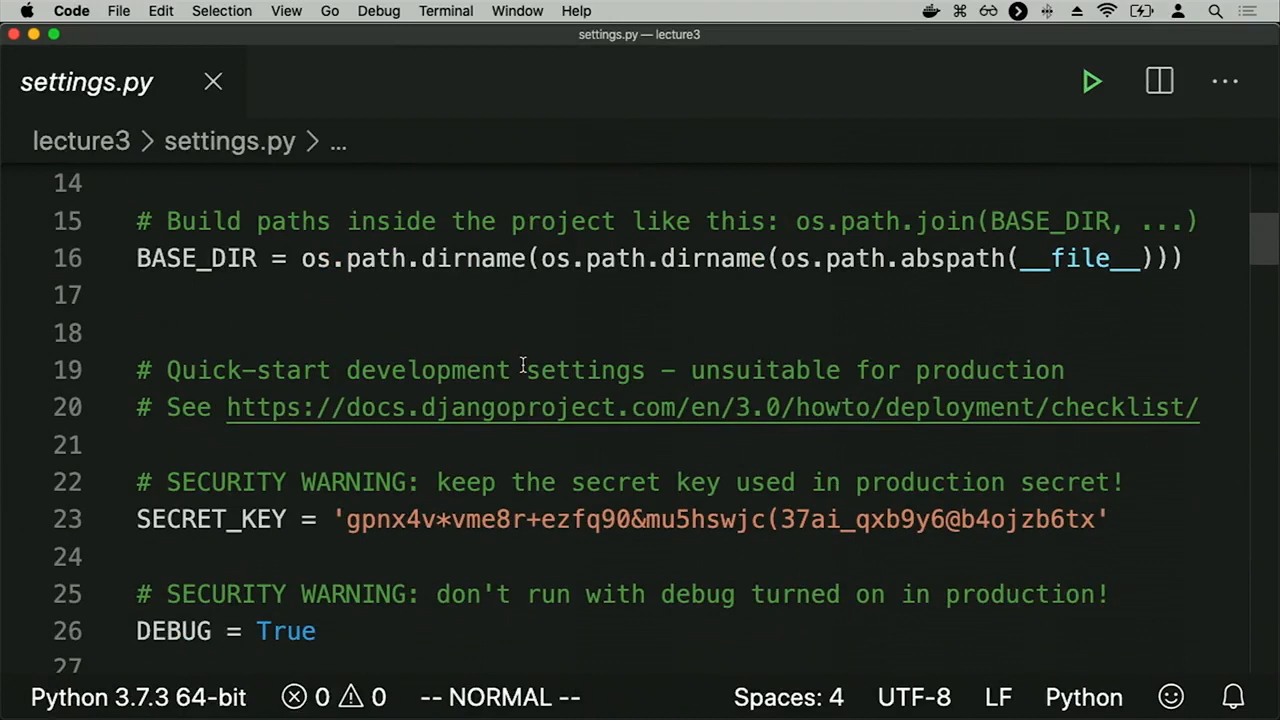 Code File Edit Selection View Go Debug Terminal Window Help
settings.py — lecture3
settings.py
lecture3 > settings.py > ...
14
15 # Build paths inside the project like this: os.path.join(BASE_DIR, ...)
16 BASE_DIR = os.path.dirname(os.path.dirname(os.path.abspath(__file__)))
17
18
19 # Quick-start development settings - unsuitable for production
20 # See https://docs.djangoproject.com/en/3.0/howto/deployment/checklist/
21
22 # SECURITY WARNING: keep the secret key used in production secret!
23 SECRET_KEY = 'gpnx4v*vme8r+ezfq90&mu5hswjc(37ai_qxb9y6@b4ojzb6tx'
24
25 # SECURITY WARNING: don't run with debug turned on in production!
26 DEBUG = True
27
Python 3.7.3 64-bit 0 0 -- NORMAL -- Spaces: 4 UTF-8 LF Python